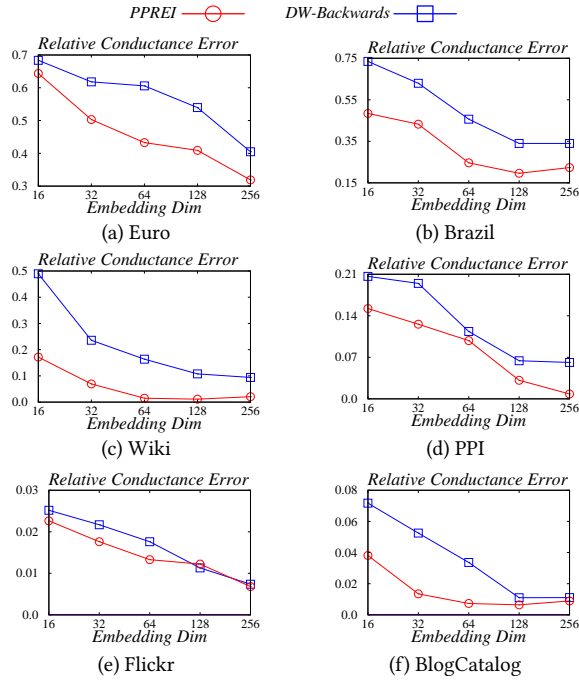 PPREI DW-Backwards
Relative Conductance Error Relative Conductance Error
0.7 0.75
0.6 0.55
0.5 0.35
0.4 0.15
0.3
16 32 64 128 256 16 32 64 128 256
Embedding Dim Embedding Dim
(a) Euro (b) Brazil
Relative Conductance Error Relative Conductance Error
0.5 0.21
0.4 0.14
0.3 0.07
0.2 0.0
0.1
0.0
16 32 64 128 256 16 32 64 128 256
Embedding Dim Embedding Dim
(c) Wiki (d) PPI
Relative Conductance Error Relative Conductance Error
0.03 0.08
0.02 0.06
0.01 0.04
0.0 0.02
0.0
16 32 64 128 256 16 32 64 128 256
Embedding Dim Embedding Dim
(e) Flickr (f) BlogCatalog